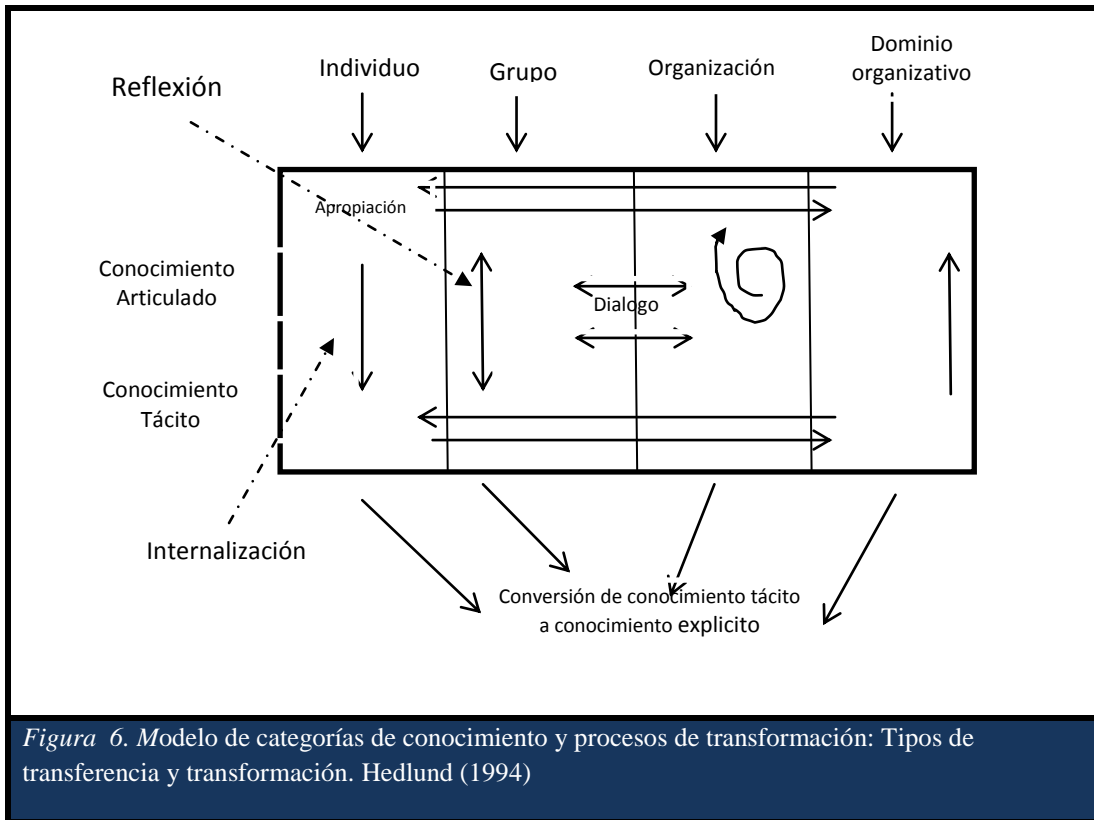 Reflexión
Individuo
Grupo
Organización
Dominio
organizativo
Apropiación
Conocimiento
Articulado
Dialogo
Conocimiento
Tácito
Internalización
Conversión de conocimiento tácito
a conocimiento explicito
Figura 6. Modelo de categorías de conocimiento y procesos de transformación: Tipos de
transferencia y transformación. Hedlund (1994)